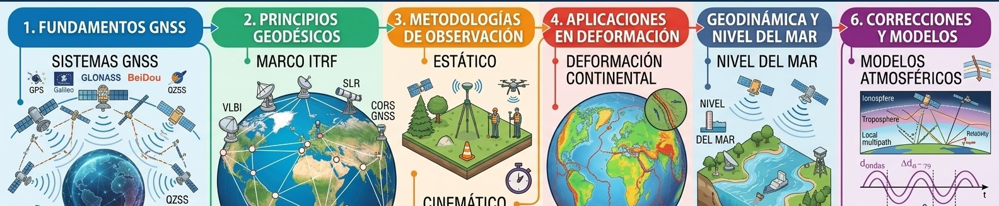 1. FUNDAMENTOS GNSS
SISTEMAS GNSS
GPS
Galileo
GLONASS
BeiDou
QZSS
QZSS
2. PRINCIPIOS
GEODÉSICOS
MARCO ITRF
VLBI
SLR
CORS
GNSS
3. METODOLOGÍAS
DE OBSERVACIÓN
ESTÁTICO
CINEMÁTICO
4. APLICACIONES
EN DEFORMACIÓN
DEFORMACIÓN
CONTINENTAL
GEODINÁMICA Y
NIVEL DEL MAR
NIVEL DEL MAR
NIVEL
DEL MAR
6. CORRECCIONES
Y MODELOS
MODELOS
ATMOSFÉRICOS
Ionospfere
Troposphere
Local
multipath
dondas
t